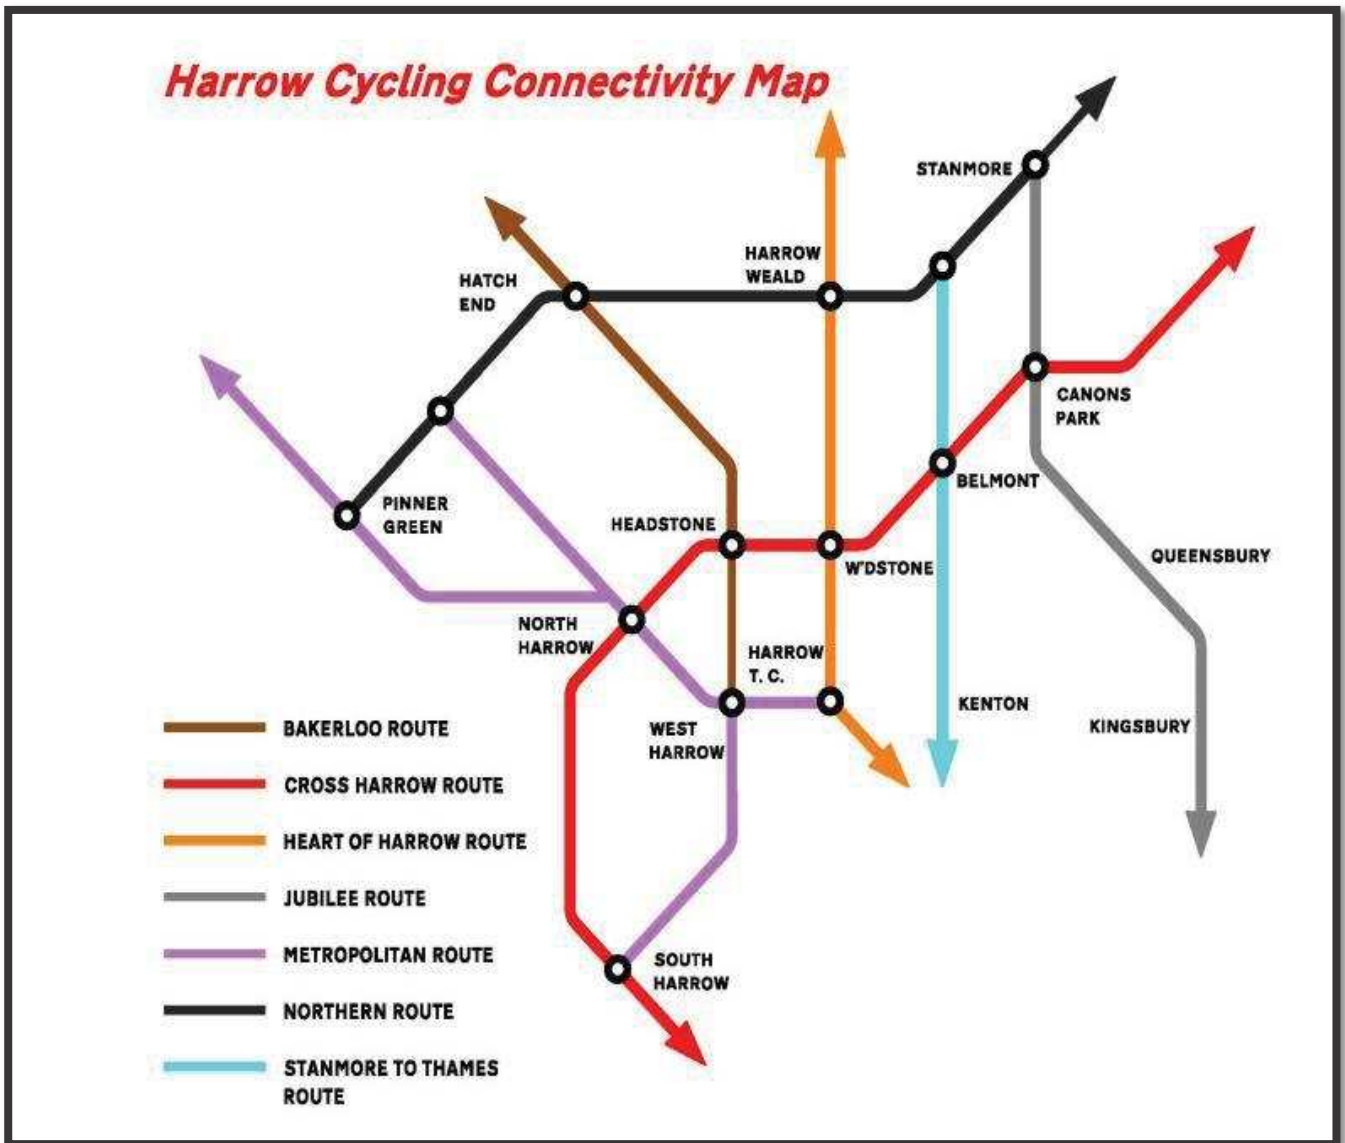 Harrow Cycling Connectivity Map
STANMORE
HARROW
WEALD
HATCH
END
CANONS
PARK
PINNER
GREEN
BELMONT
HEADSTONE
W'DSTONE
QUEENSBURY
NORTH
HARROW
HARROW
T. C.
KENTON
WEST
HARROW
KINGSBURY
SOUTH
HARROW
BAKERLOO ROUTE
CROSS HARROW ROUTE
HEART OF HARROW ROUTE
JUBILEE ROUTE
METROPOLITAN ROUTE
NORTHERN ROUTE
STANMORE TO THAMES
ROUTE